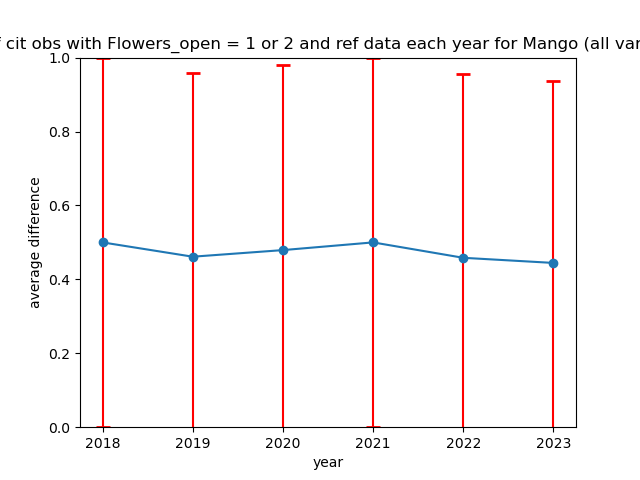 cit obs with Flowers_open = 1 or 2 and ref data each year for Mango (all
1.0
0.8
0.6
0.4
0.2
0.0
average difference
2018 2019 2020 2021 2022 2023
year